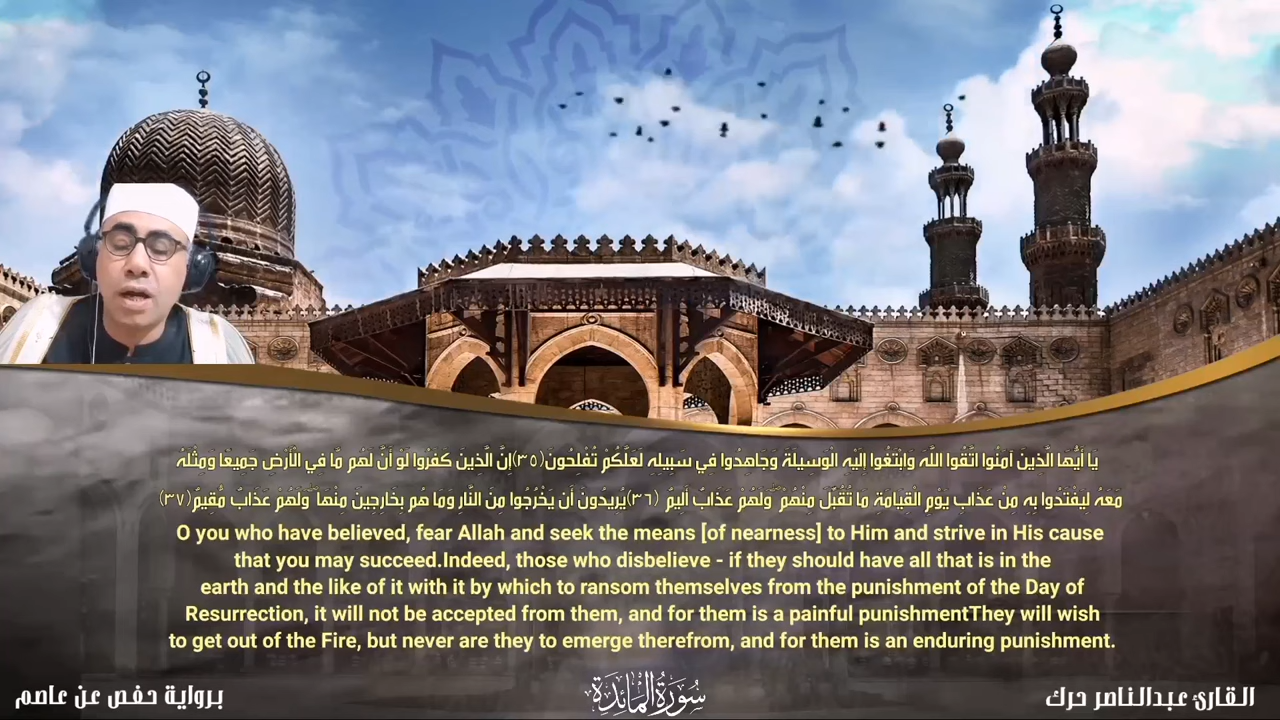 يَا أَيُّهَا الَّذِينَ آمَنُوا اتَّقُوا اللَّهَ وَابْتَغُوا إِلَيْهِ الْوَسِيلَةَ وَجَاهِدُوا فِي سَبِيلِهِ لَعَلَّكُمْ تُفْلِحُونَ(٣٥)إِنَّ الَّذِينَ كَفَرُوا لَوْ أَنَّ لَهُم مَّا فِي الْأَرْضِ جَمِيعًا وَمِثْلَهُ
مَعَهُ لِيَفْتَدُوا بِهِ مِنْ عَذَابِ يَوْمِ الْقِيَامَةِ مَا تُقُبِّلَ مِنْهُمْ ۖ وَلَهُمْ عَذَابٌ أَلِيمٌ (٣٦)يُرِيدُونَ أَن يَخْرُجُوا مِنَ النَّارِ وَمَا هُم بِخَارِجِينَ مِنْهَا ۖ وَلَهُمْ عَذَابٌ مُّقِيمٌ(٣٧)
O you who have believed, fear Allah and seek the means [of nearness] to Him and strive in His cause
that you may succeed.Indeed, those who disbelieve - if they should have all that is in the
earth and the like of it with it by which to ransom themselves from the punishment of the Day of
Resurrection, it will not be accepted from them, and for them is a painful punishmentThey will wish
to get out of the Fire, but never are they to emerge therefrom, and for them is an enduring punishment.
القارئ عبدالناصر حرك
سُورَةُ الْمَائِدَةِ
برواية حفص عن عاصم